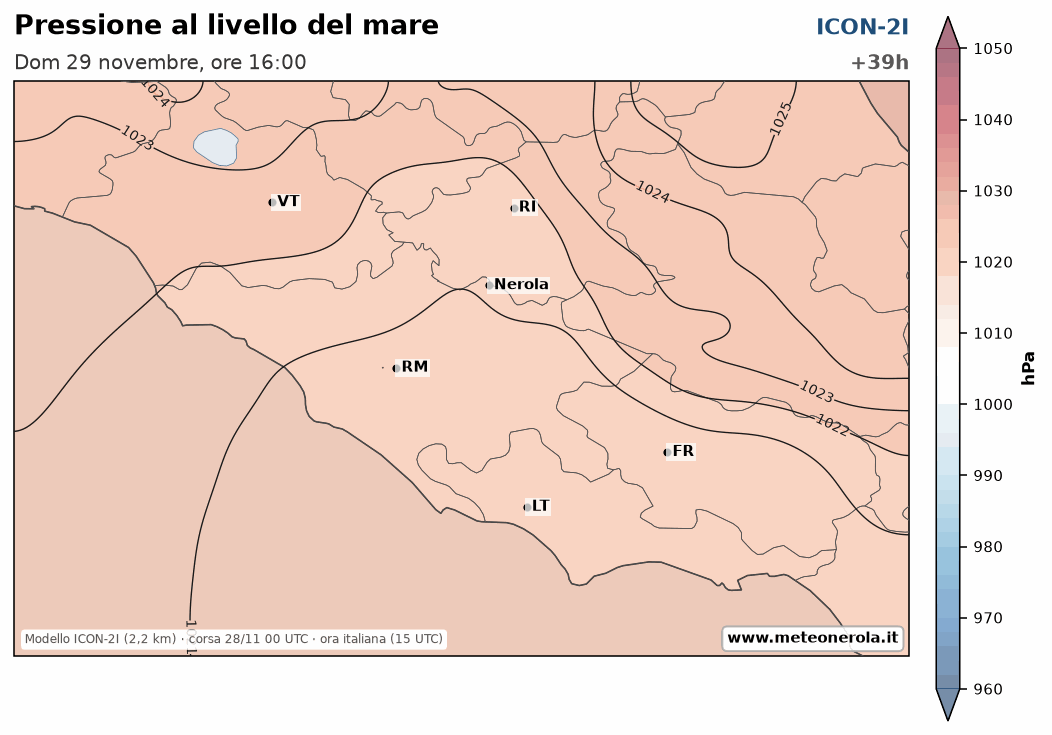 Pressione al livello del mare
ICON-2I
Dom 29 novembre, ore 16:00
+39h
1024
1023
1025
1024
VT
RI
Nerola
RM
1023
1022
FR
LT
Modello ICON-2I (2,2 km) · corsa 28/11 00 UTC · ora italiana (15 UTC)
www.meteonerola.it
1050
1040
1030
1020
1010
1000
990
980
970
960
hPa